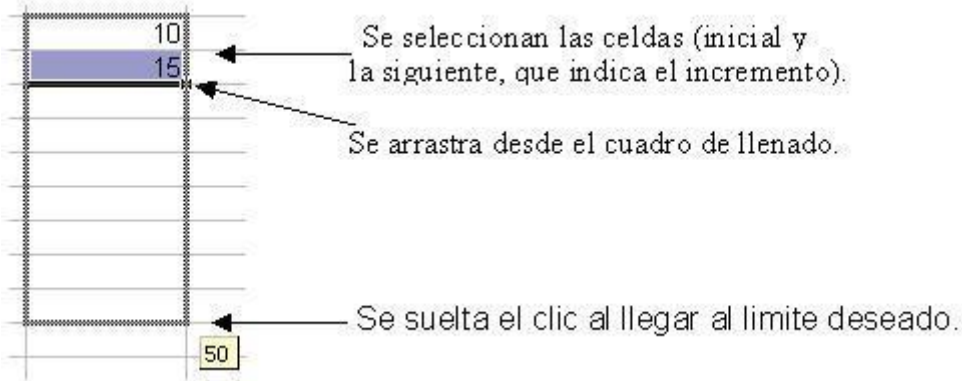 10
Se seleccionan las celdas (inicial y
15
la siguiente, que indica el incremento).
Se arrastra desde el cuadro de llenado.
Se suelta el clic al llegar al limite deseado.
50